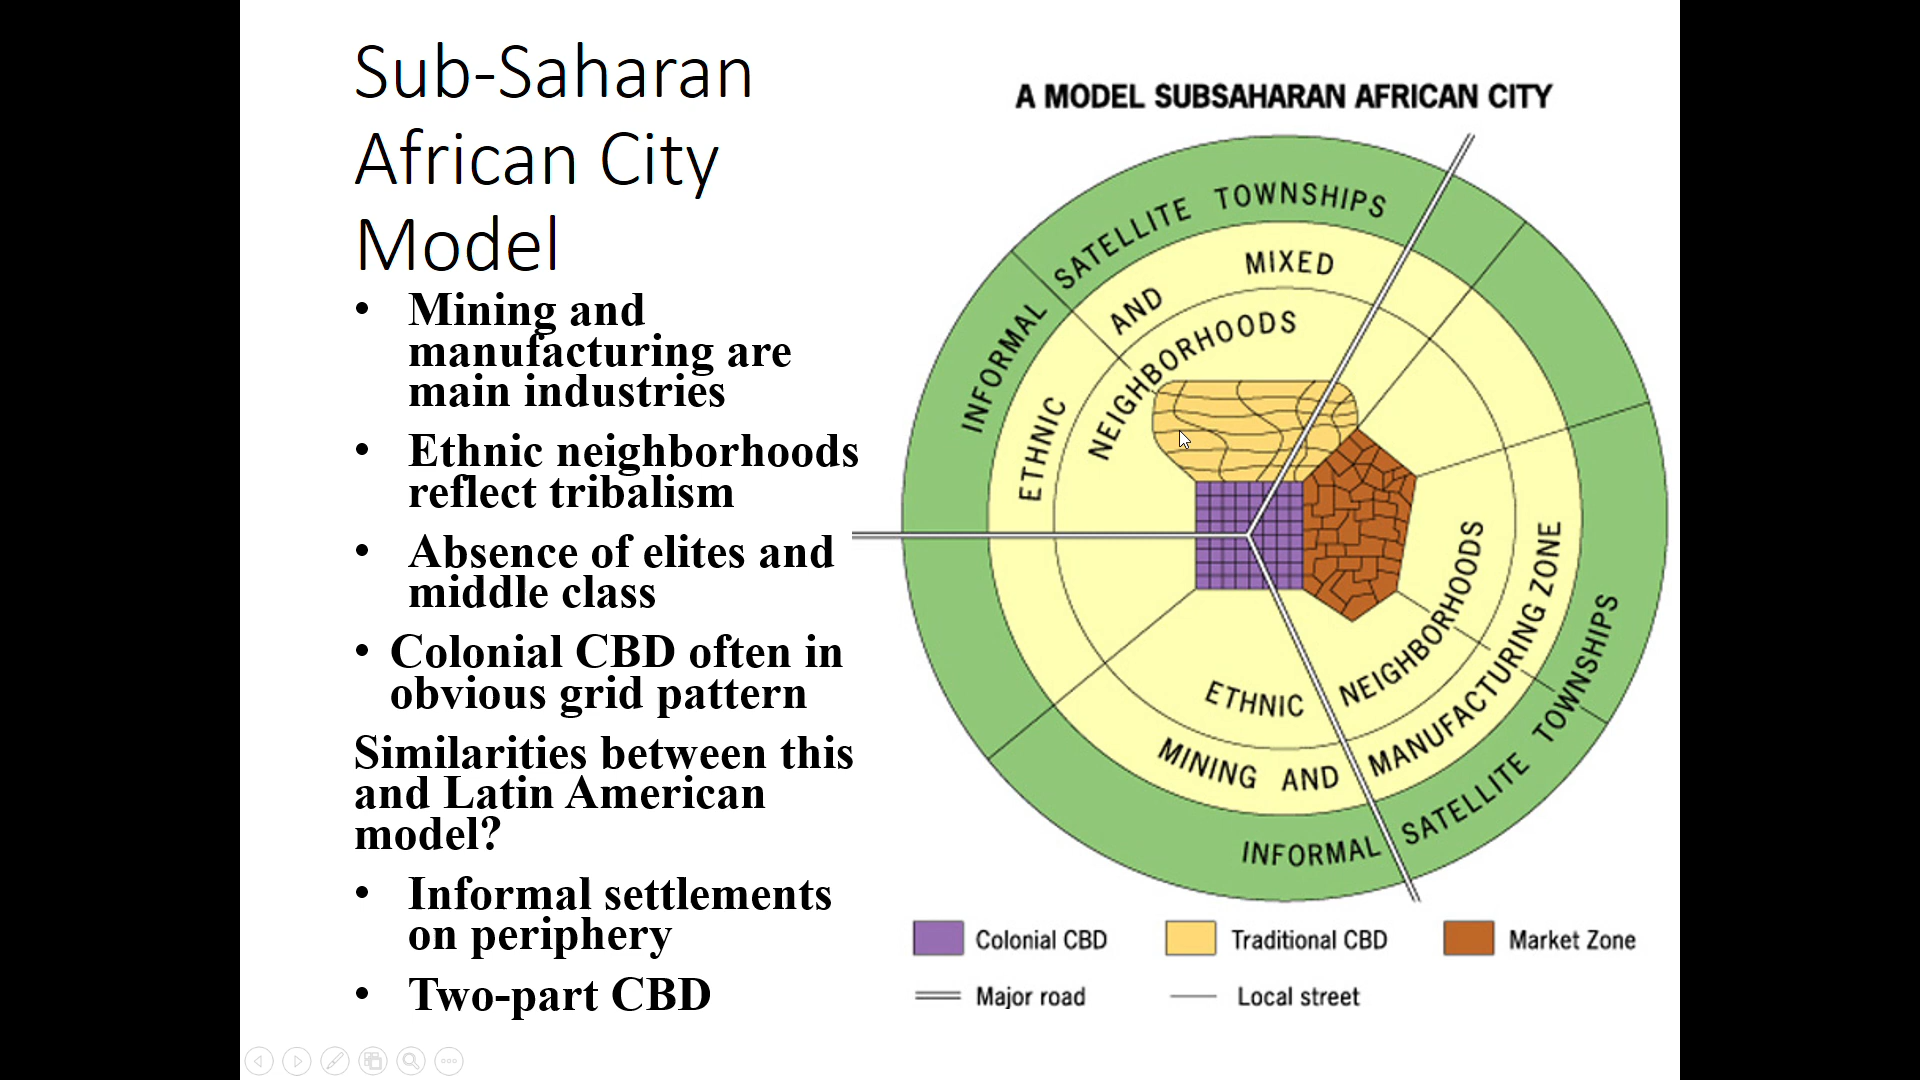 Sub-Saharan
African City
Model
• Mining and
manufacturing are
main industries
• Ethnic neighborhoods
reflect tribalism
• Absence of elites and
middle class
• Colonial CBD often in
obvious grid pattern
Similarities between this
and Latin American
model?
• Informal settlements
on periphery
• Two-part CBD
A MODEL SUBSAHARAN AFRICAN CITY
INFORMAL SATELLITE TOWNSHIPS
ETHNIC AND MIXED
NEIGHBORHOODS
ETHNIC NEIGHBORHOODS
MINING AND MANUFACTURING ZONE
INFORMAL SATELLITE TOWNSHIPS
Colonial CBD
Traditional CBD
Market Zone
Major road
Local street